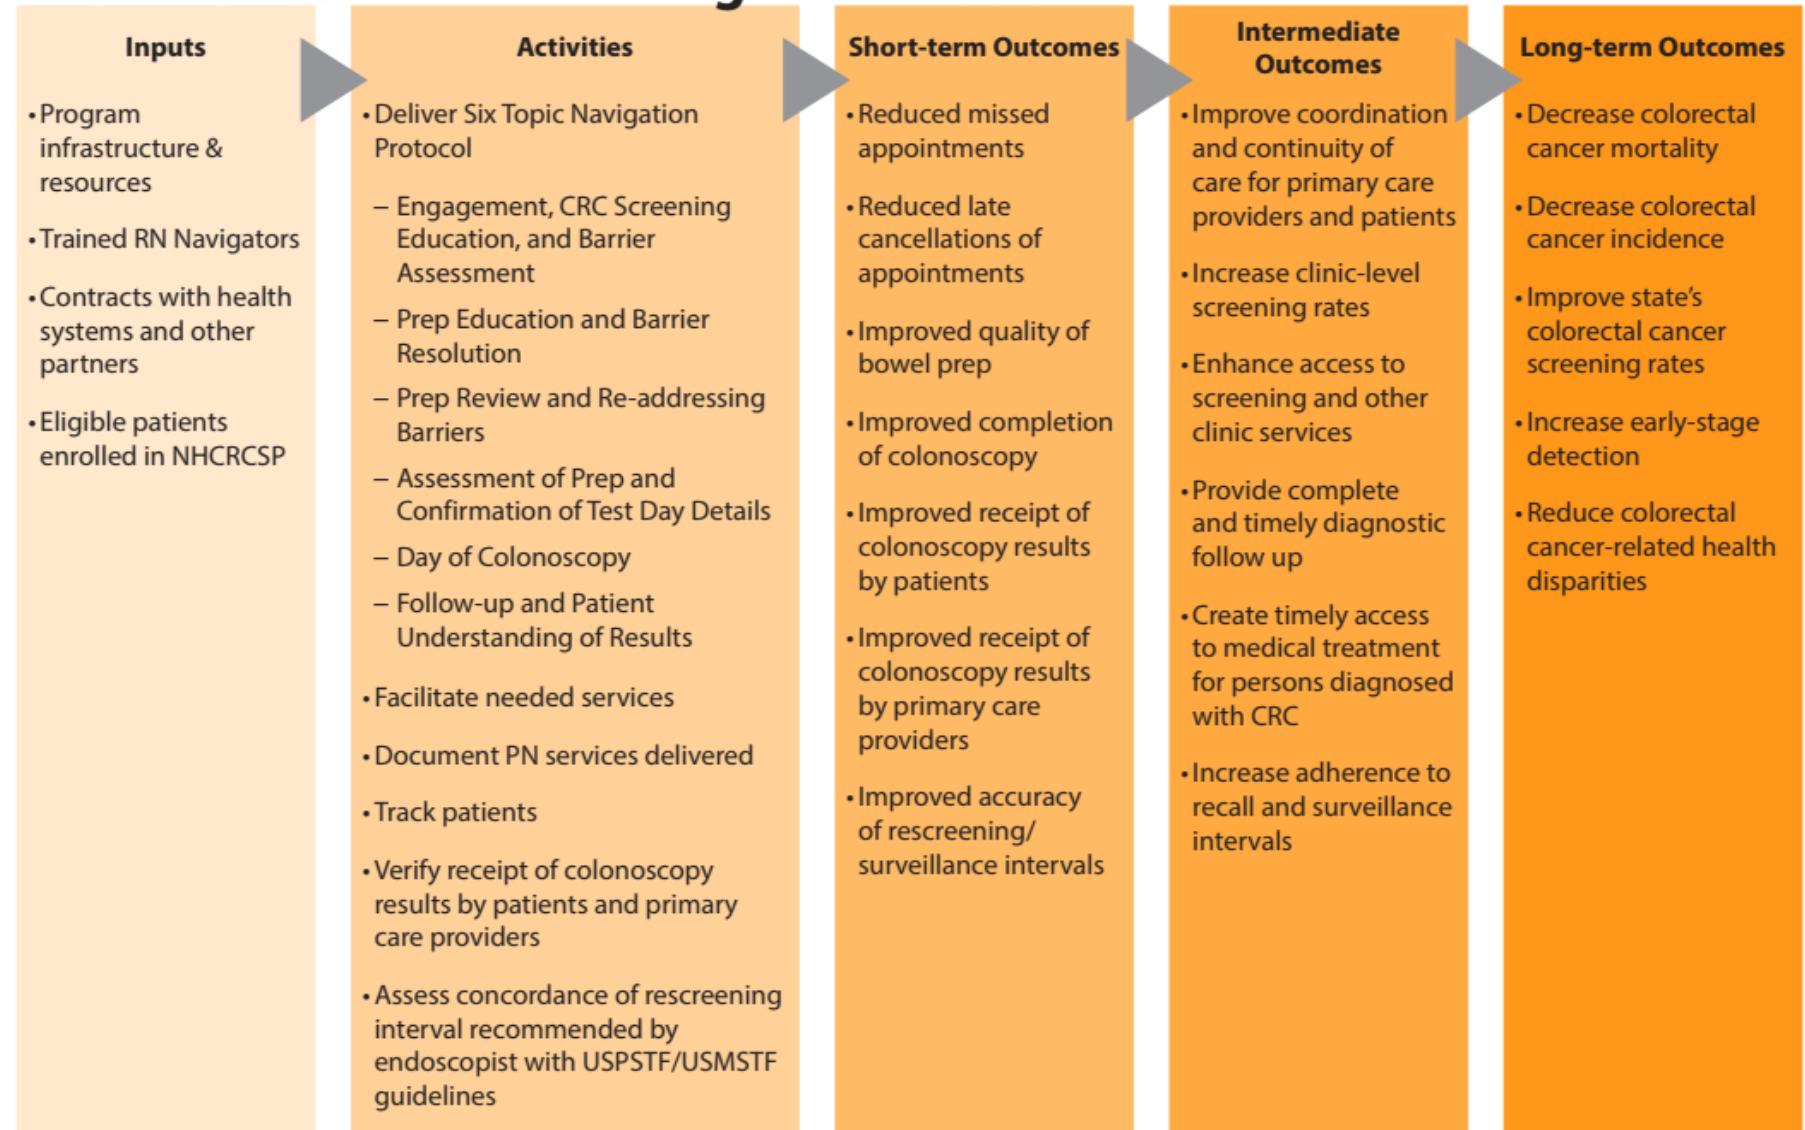 Inputs
• Program
infrastructure &
resources
• Trained RN Navigators
• Contracts with health
systems and other
partners
• Eligible patients
enrolled in NHCRCSP
Activities
• Deliver Six Topic Navigation
Protocol
– Engagement, CRC Screening
Education, and Barrier
Assessment
– Prep Education and Barrier
Resolution
– Prep Review and Re-addressing
Barriers
– Assessment of Prep and
Confirmation of Test Day Details
– Day of Colonoscopy
– Follow-up and Patient
Understanding of Results
• Facilitate needed services
• Document PN services delivered
• Track patients
• Verify receipt of colonoscopy
results by patients and primary
care providers
• Assess concordance of rescreening
interval recommended by
endoscopist with USPSTF/USMSTF
guidelines
Short-term Outcomes
• Reduced missed
appointments
• Reduced late
cancellations of
appointments
• Improved quality of
bowel prep
• Improved completion
of colonoscopy
• Improved receipt of
colonoscopy results
by patients
• Improved receipt of
colonoscopy results
by primary care
providers
• Improved accuracy
of rescreening/
surveillance intervals
Intermediate
Outcomes
• Improve coordination
and continuity of
care for primary care
providers and patients
• Increase clinic-level
screening rates
• Enhance access to
screening and other
clinic services
• Provide complete
and timely diagnostic
follow up
• Create timely access
to medical treatment
for persons diagnosed
with CRC
• Increase adherence to
recall and surveillance
intervals
Long-term Outcomes
• Decrease colorectal
cancer mortality
• Decrease colorectal
cancer incidence
• Improve state's
colorectal cancer
screening rates
• Increase early-stage
detection
• Reduce colorectal
cancer-related health
disparities